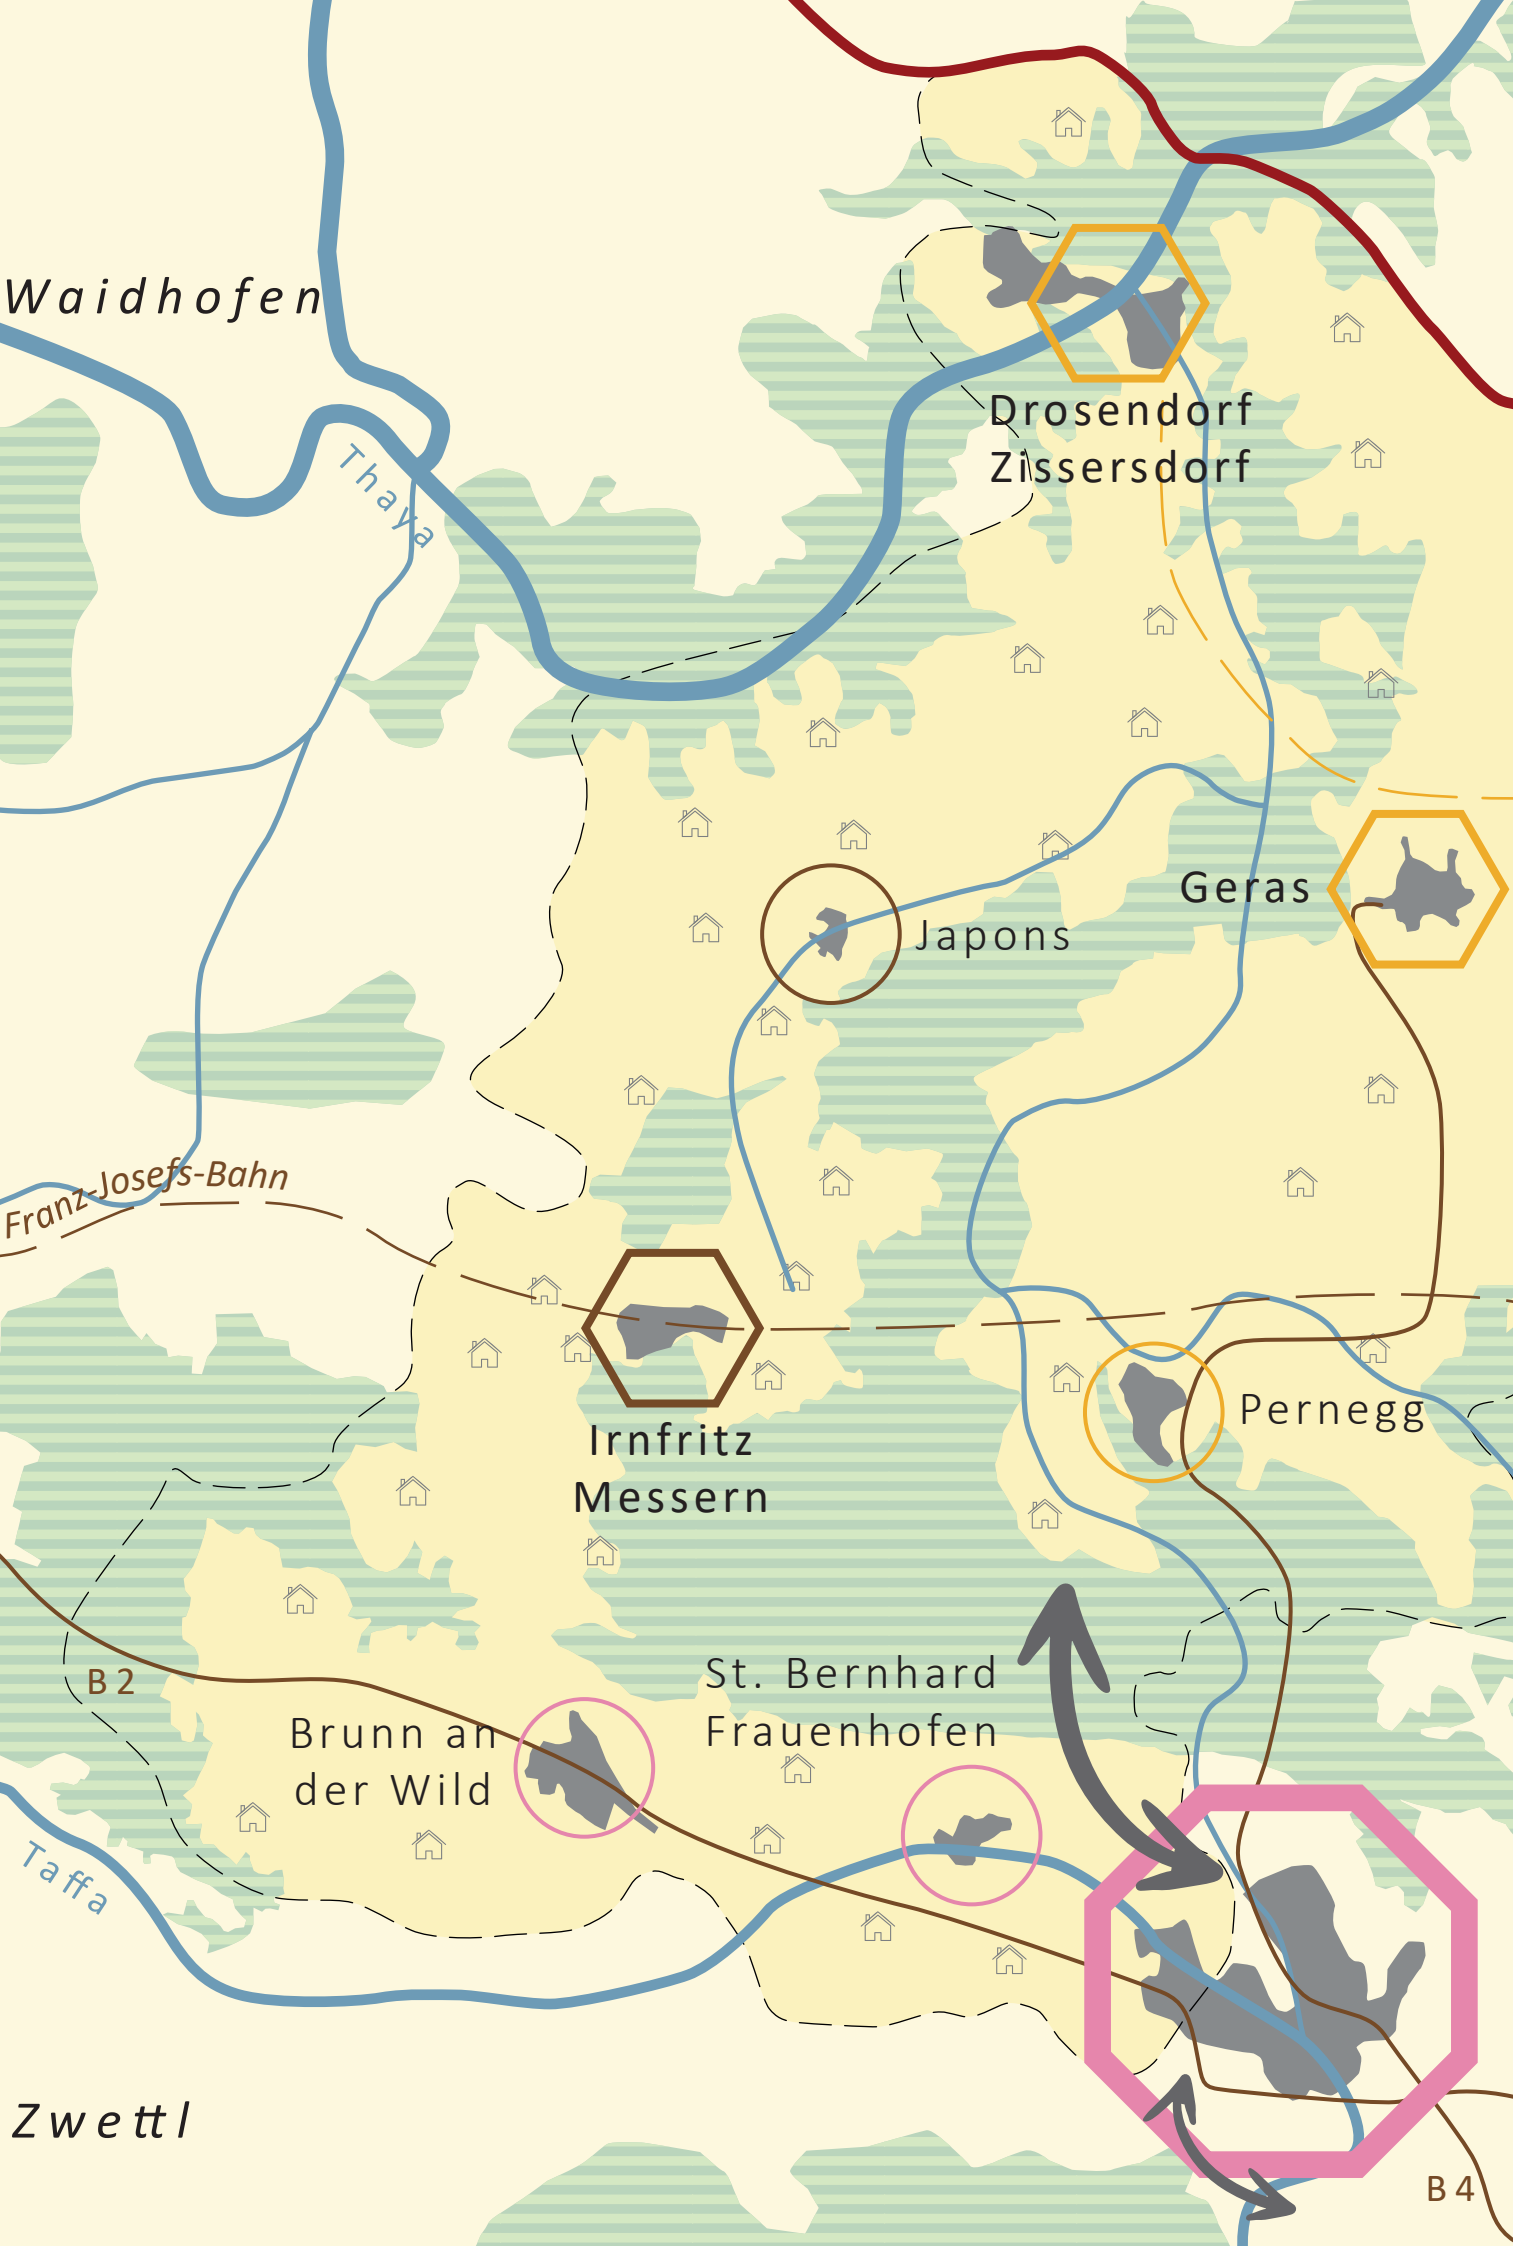 Waidhofen
Thaya
Drosendorf
Zissersdorf
Geras
Japons
Franz-Josefs-Bahn
Irnfritz
Messern
Pernegg
B 2
St. Bernhard
Frauenhofen
Brunn an
der Wild
Taffa
Zwettl
B 4